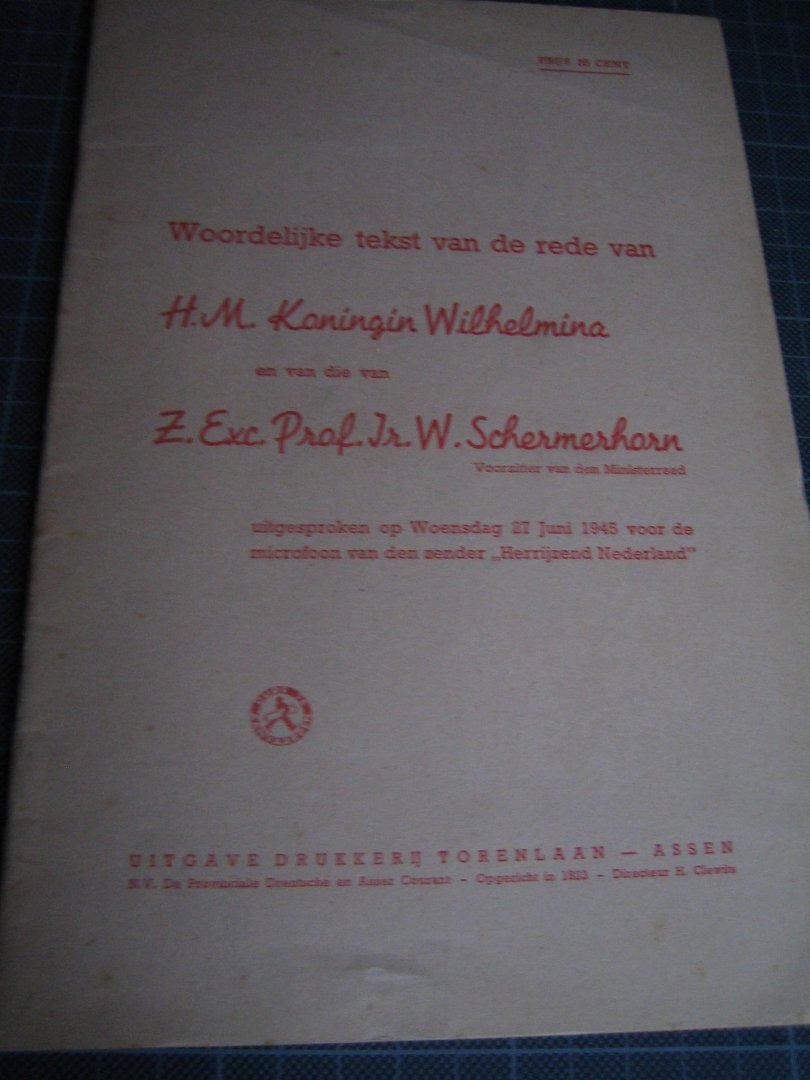 PRIJS 25 CENT
Woordelijke tekst van de rede van
H.M. Koningin Wilhelmina
en van die van
Z. Exc. Prof. Ir. W. Schermerhorn
Voorzitter van den Ministerraad
uitgesproken op Woensdag 27 Juni 1945 voor de
microfoon van den zender „Herrijzend Nederland"
UITGAVE DRUKKERIJ TORENLAAN — ASSEN
N.V. De Provinciale Drentsche en Asser Courant - Opgericht in 1823 - Directeur H. Clewits